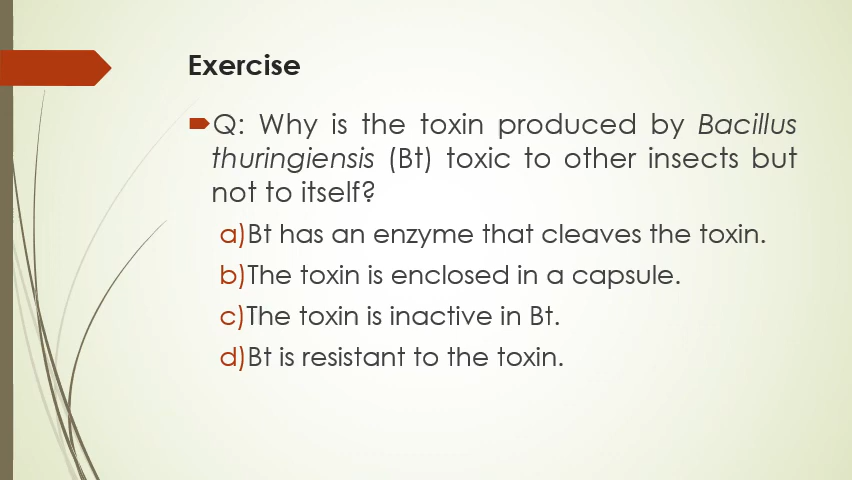 Exercise
Q: Why is the toxin produced by Bacillus
thuringiensis (Bt) toxic to other insects but
not to itself?
a)Bt has an enzyme that cleaves the toxin.
b)The toxin is enclosed in a capsule.
c)The toxin is inactive in Bt.
d)Bt is resistant to the toxin.